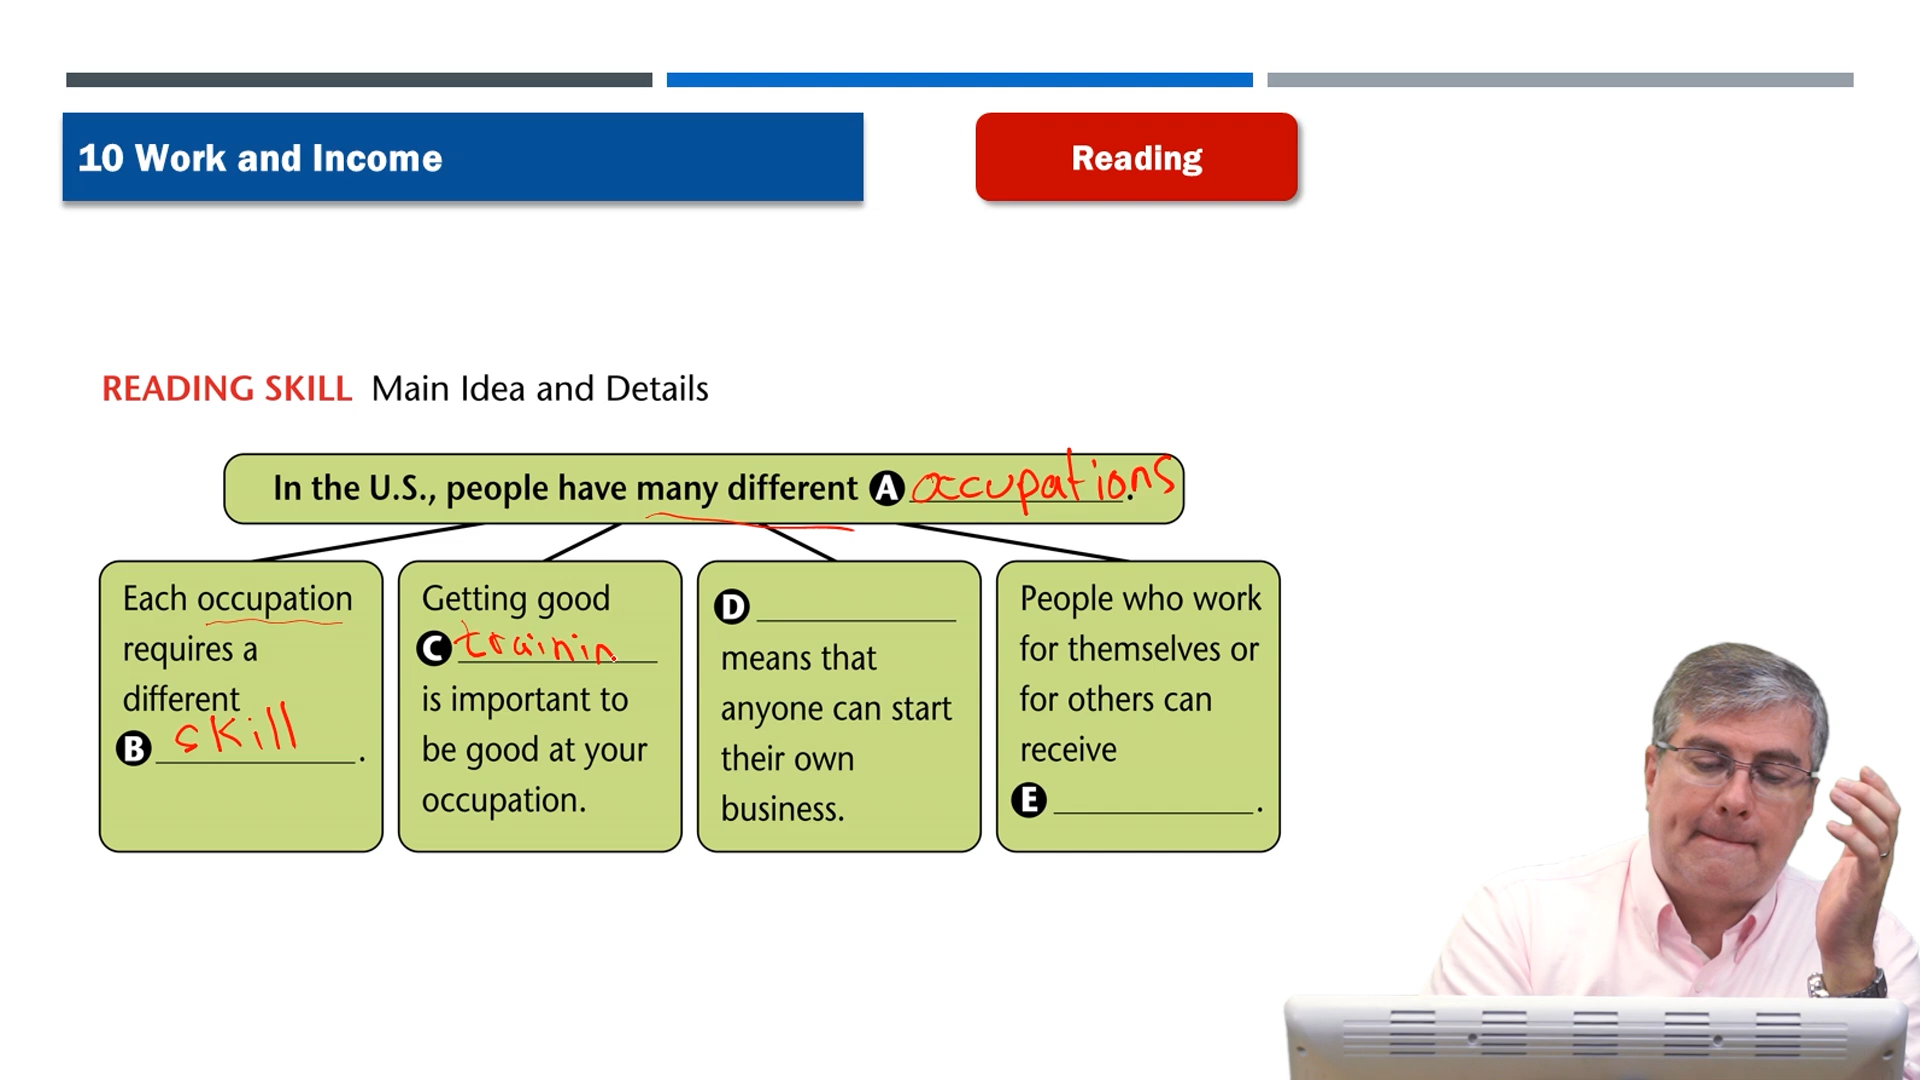 10 Work and Income
Reading
READING SKILL Main Idea and Details
In the U.S., people have many different A occupations.
Each occupation
requires a
different
B skill.
Getting good
C trainin
is important to
be good at your
occupation.
D
means that
anyone can start
their own
business.
People who work
for themselves or
for others can
receive
E .